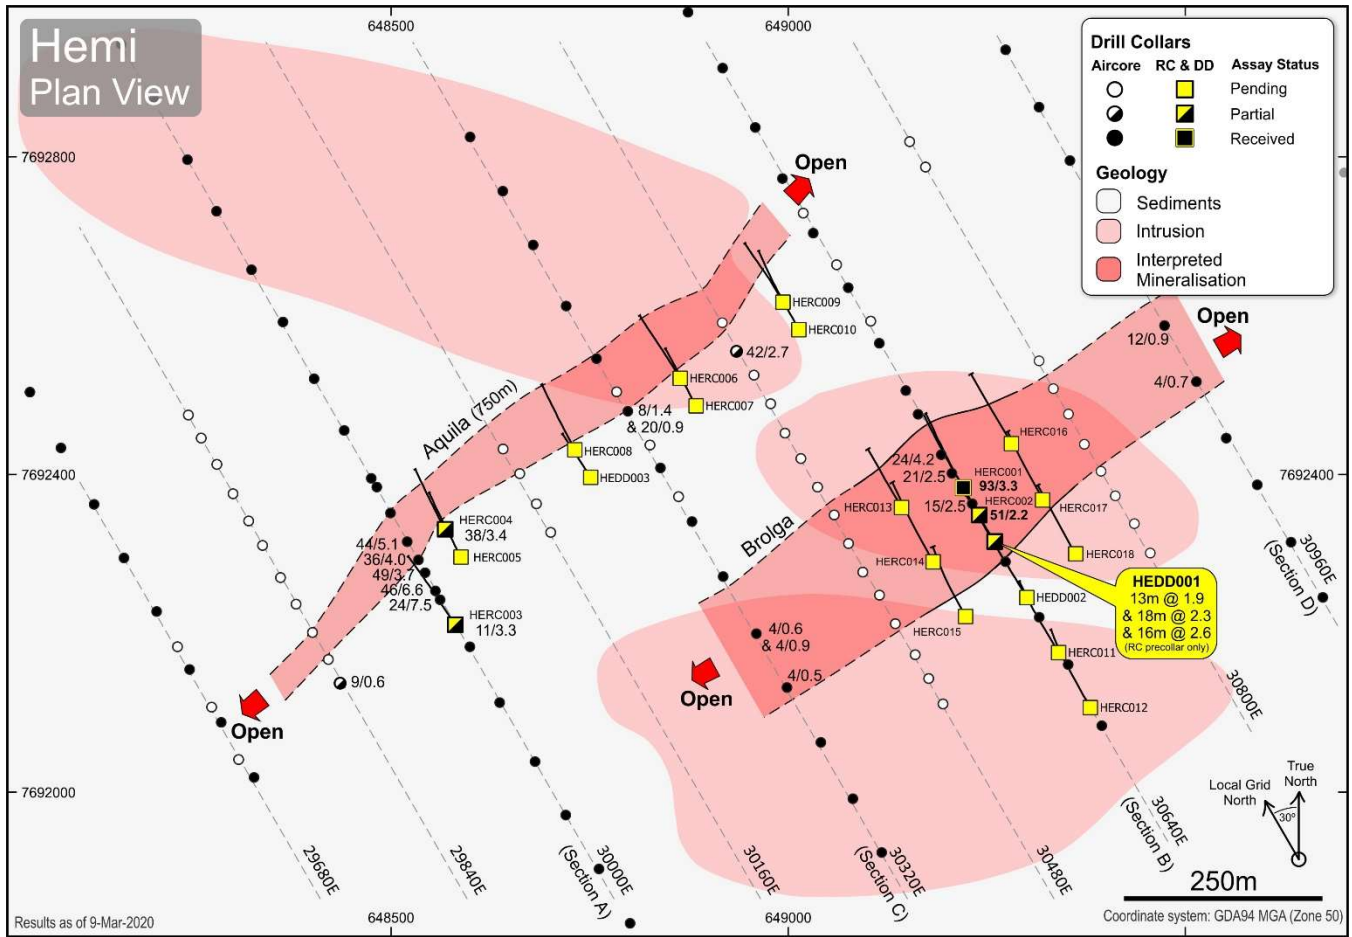 Hemi
Plan View
648500
649000
Drill Collars
Aircore RC & DD Assay Status
Pending
Partial
Received
Geology
Sediments
Intrusion
Interpreted
Mineralisation
7692800
Open
HERC009
HERC010
Open
12/0.9
4/0.7
42/2.7
HERC006
HERC007
Aquila (750m)
8/1.4
& 20/0.9
HERC008
HEDD003
HERC016
24/4.2
21/2.5
HERC001
93/3.3
7692400
7692400
HERC013
15/2.5
HERC002
51/2.2
HERC017
HERC004
38/3.4
HERC005
Brolga
HERC014
HERC018
44/5.1
36/4.0
49/3.7
46/6.6
24/7.5
HERC003
11/3.3
HEDD001
13m @ 1.9
& 18m @ 2.3
& 16m @ 2.6
(RC precollar only)
HEDD002
HERC015
4/0.6
& 4/0.9
HERC011
4/0.5
HERC012
Open
9/0.6
Open
30960E
(Section D)
30800E
7692000
True
North
Local Grid
North
30°
29680E
29840E
30000E
(Section A)
30160E
30320E
(Section C)
30480E
30640E
(Section B)
250m
Results as of 9-Mar-2020
648500
649000
Coordinate system: GDA94 MGA (Zone 50)